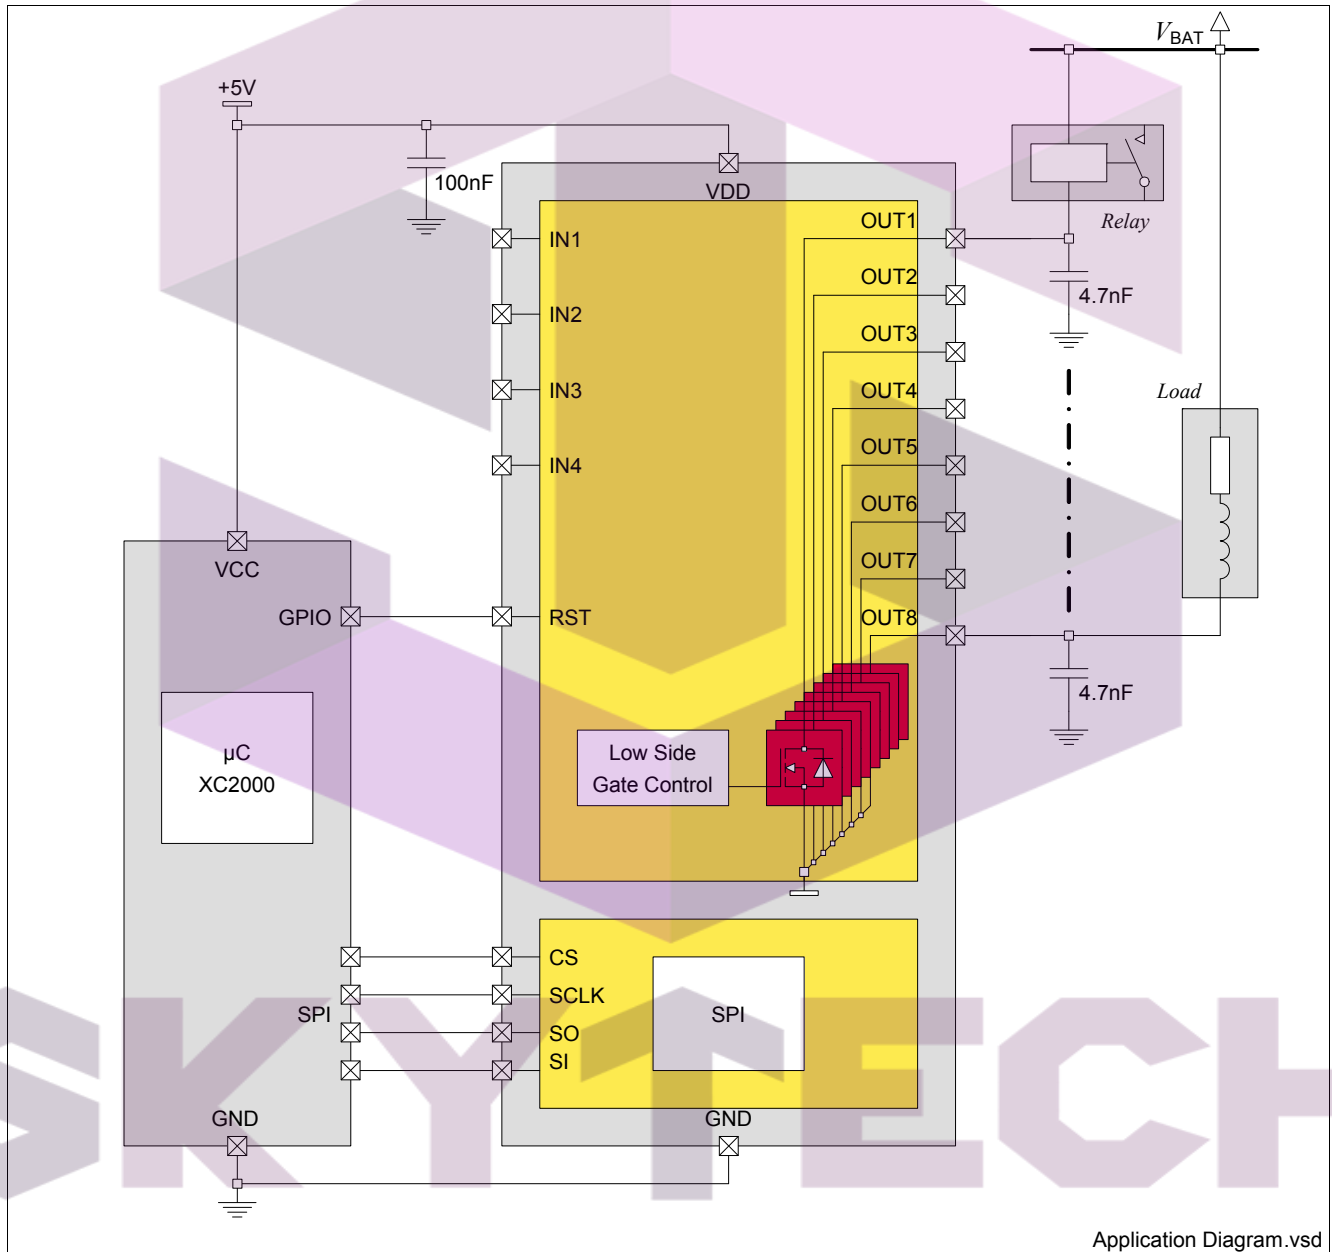 V_BAT
+5V
100nF
VDD
OUT1
Relay
IN1
OUT2
4.7nF
IN2
OUT3
IN3
OUT4
Load
IN4
OUT5
OUT6
VCC
OUT7
GPIO
RST
OUT8
4.7nF
µC
XC2000
Low Side
Gate Control
CS
SCLK
SPI
SPI
SO
SI
GND
GND
SKYTECH
Application Diagram.vsd